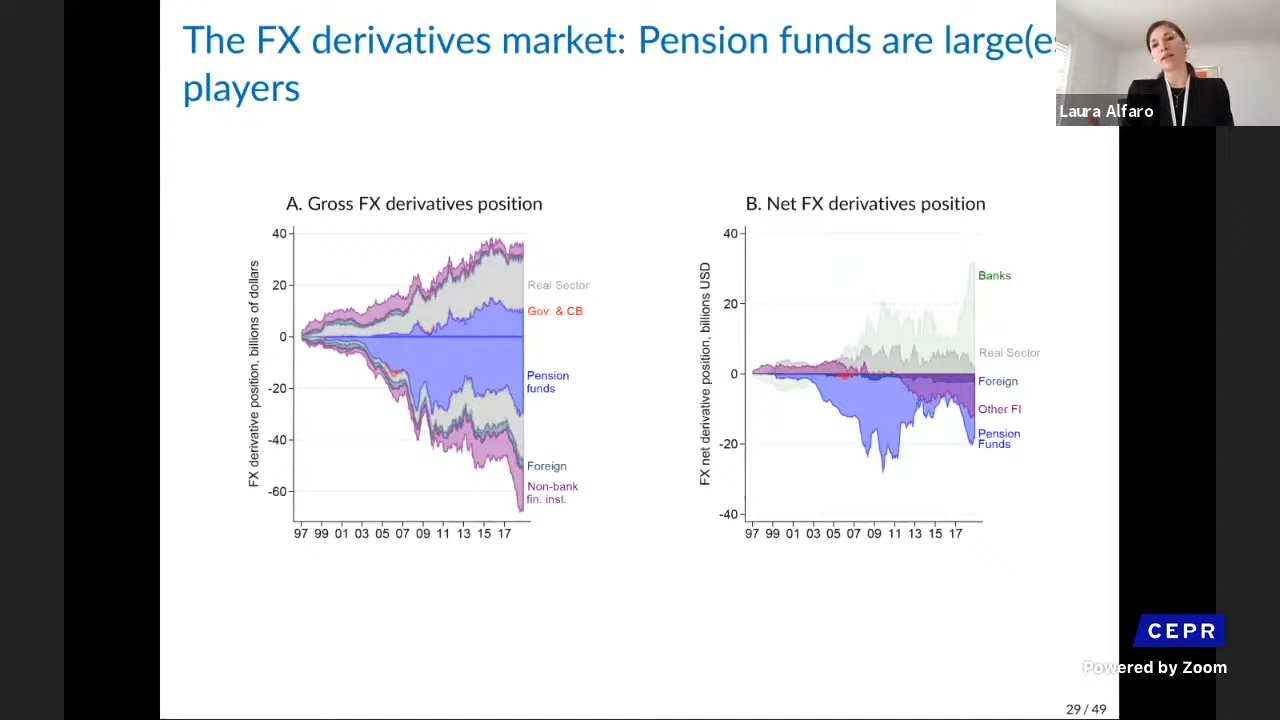 The FX derivatives market: Pension funds are large(es
players
Laura Alfaro
A. Gross FX derivatives position
FX derivative position, billions of dollars
40
20
0
-20
-40
-60
Real Sector
Gov. & CB
Pension
funds
Foreign
Non-bank
fin. inst.
97 99 01 03 05 07 09 11 13 15 17
B. Net FX derivatives position
FX net derivative position, billions USD
40
20
0
-20
-40
Banks
Real Sector
Foreign
Other FI
Pension
Funds
97 99 01 03 05 07 09 11 13 15 17
CEPR
Powered by Zoom
29 / 49